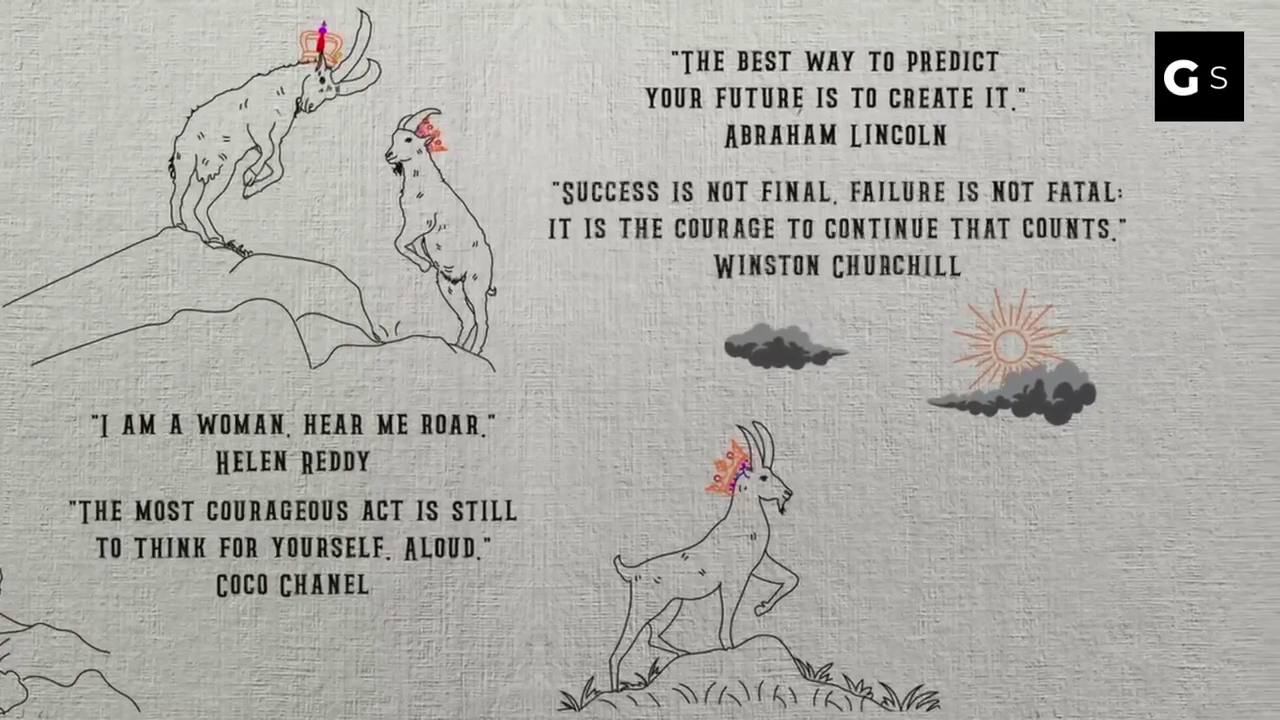 "The best way to predict
your future is to create it."
Abraham Lincoln
"Success is not final, failure is not fatal:
it is the courage to continue that counts."
Winston Churchill
"I am a woman, hear me roar."
Helen Reddy
"The most courageous act is still
to think for yourself. Aloud."
Coco Chanel
G S